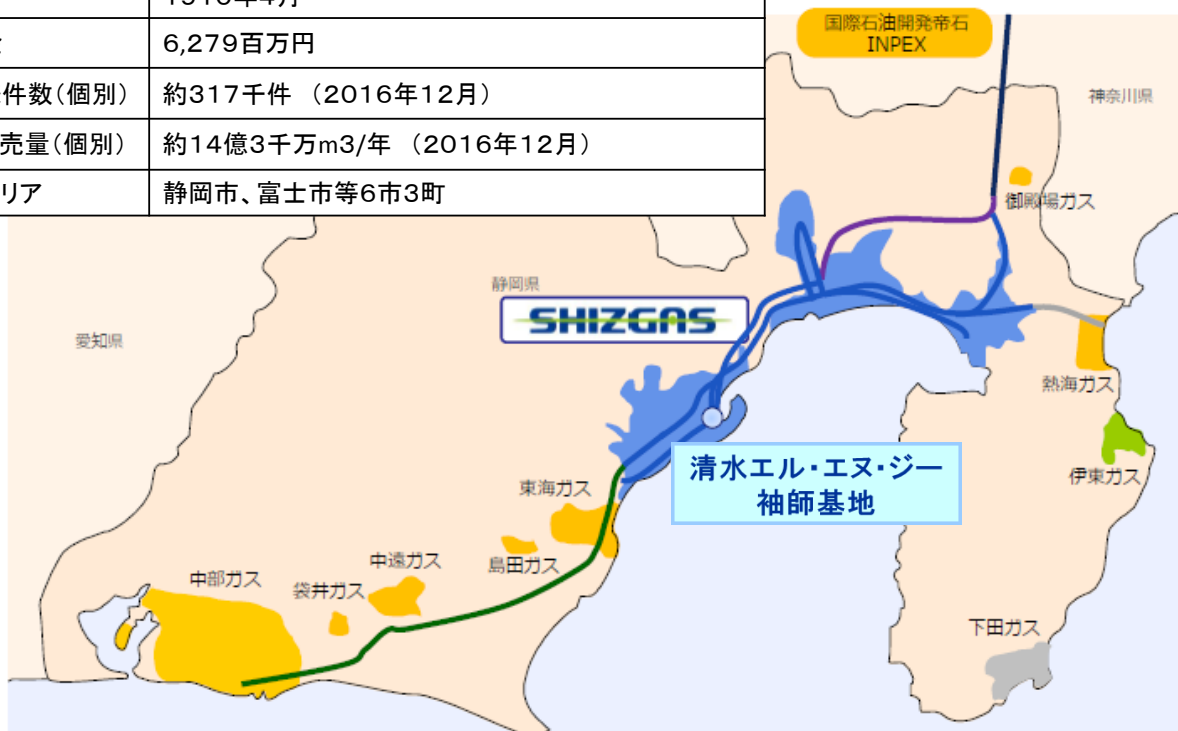 6,279百万円
件数(個別) 約317千件 (2016年12月)
売量(個別) 約14億3千万m3/年 (2016年12月)
リア 静岡市、富士市等6市3町
国際石油開発帝石
INPEX
神奈川県
御殿場ガス
静岡県
SHIZGAS
愛知県
熱海ガス
清水エル・エヌ・ジー
袖師基地
伊東ガス
東海ガス
島田ガス
中遠ガス
袋井ガス
中部ガス
下田ガス